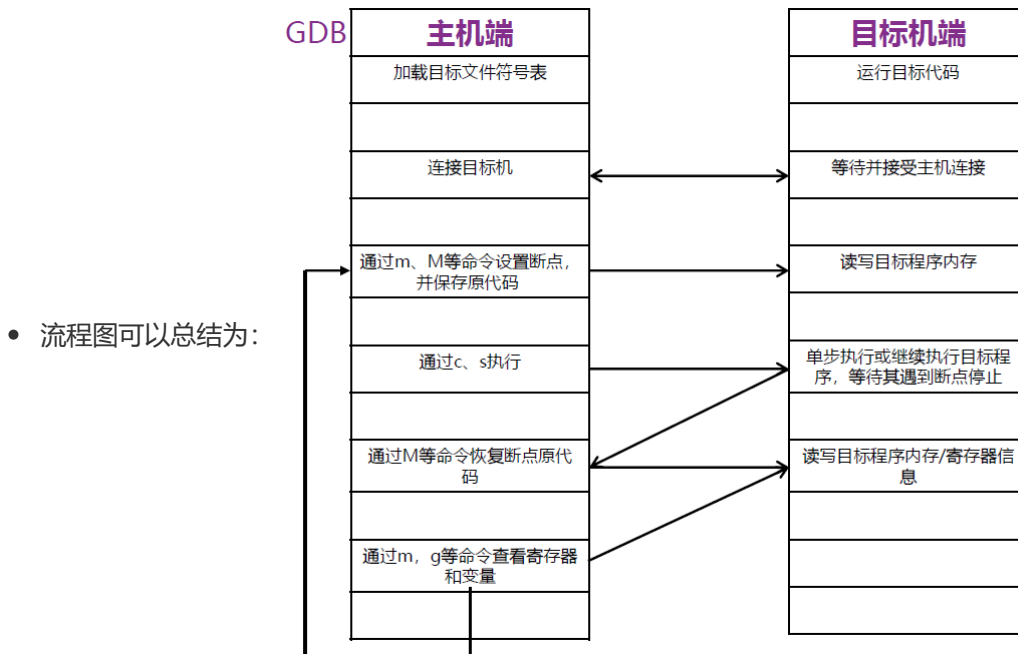 GDB 主机端
目标机端
加载目标文件符号表
运行目标代码
连接目标机
等待并接受主机连接
通过m、M等命令设置断点，
并保存原代码
读写目标程序内存
• 流程图可以总结为：
通过c、s执行
单步执行或继续执行目标程
序，等待其遇到断点停止
通过M等命令恢复断点原代
码
读写目标程序内存/寄存器信
息
通过m，g等命令查看寄存器
和变量